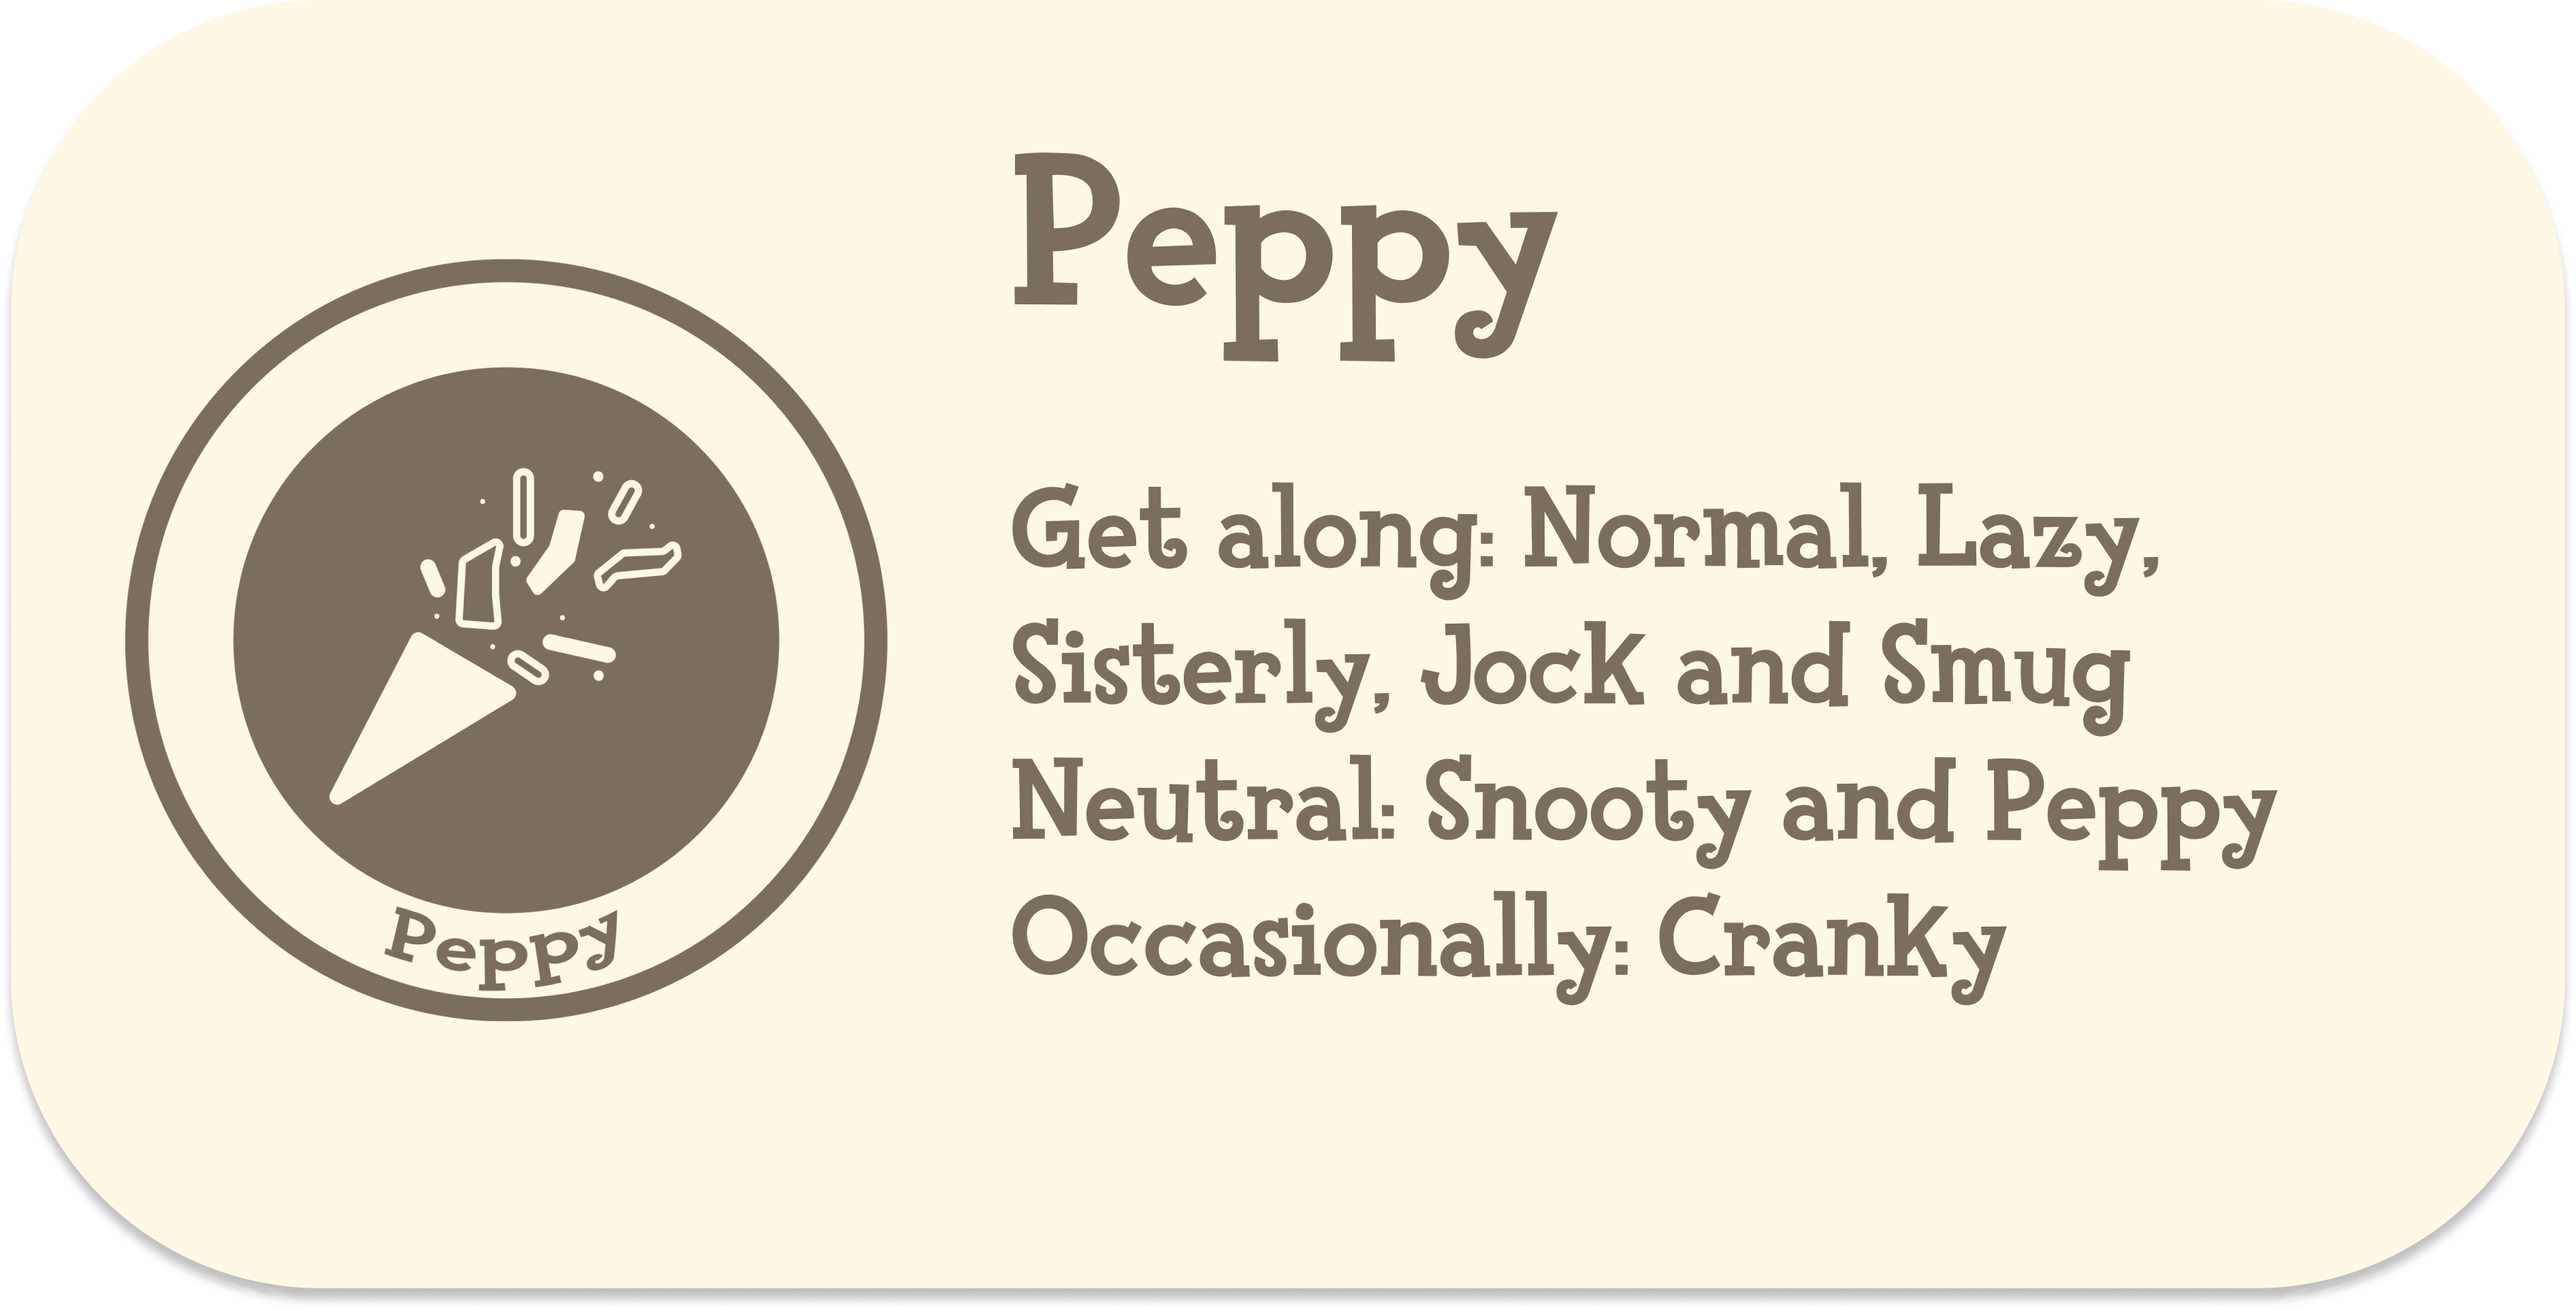 Peppy
Get along: Normal, Lazy,
Sisterly, Jock and Smug
Neutral: Snooty and Peppy
Occasionally: Cranky
Peppy